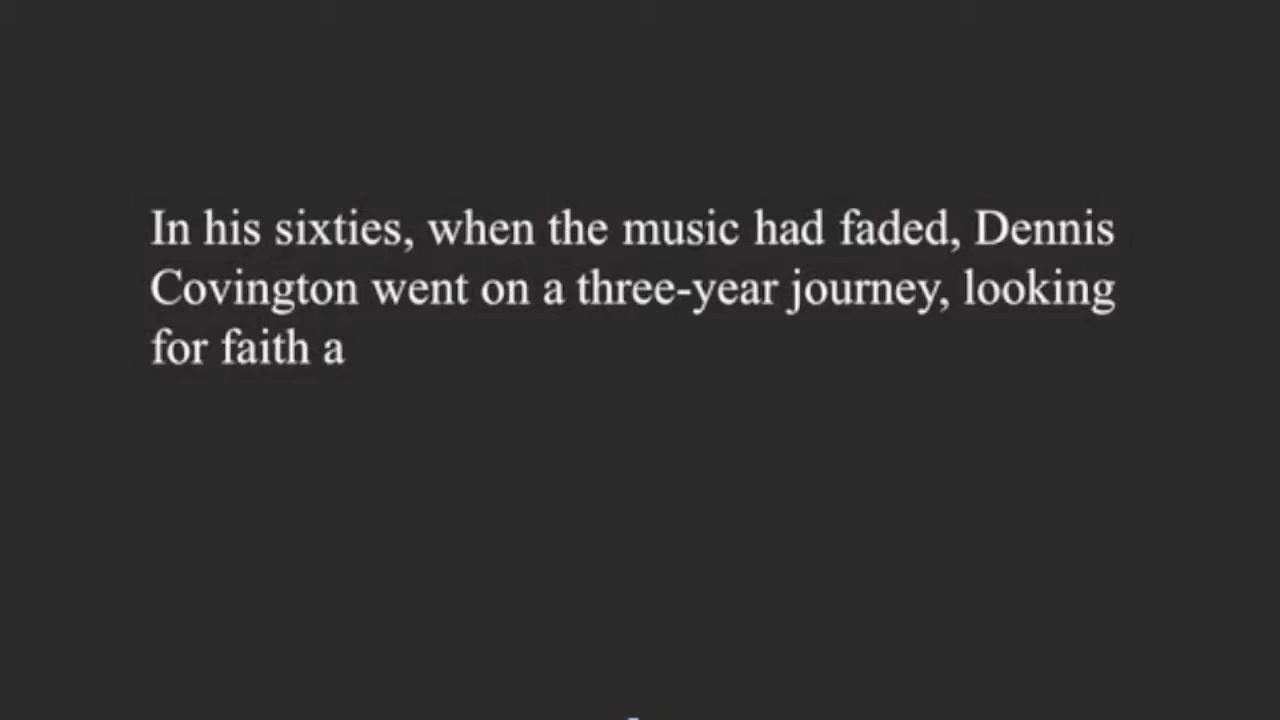 In his sixties, when the music had faded, Dennis
Covington went on a three-year journey, looking
for faith a